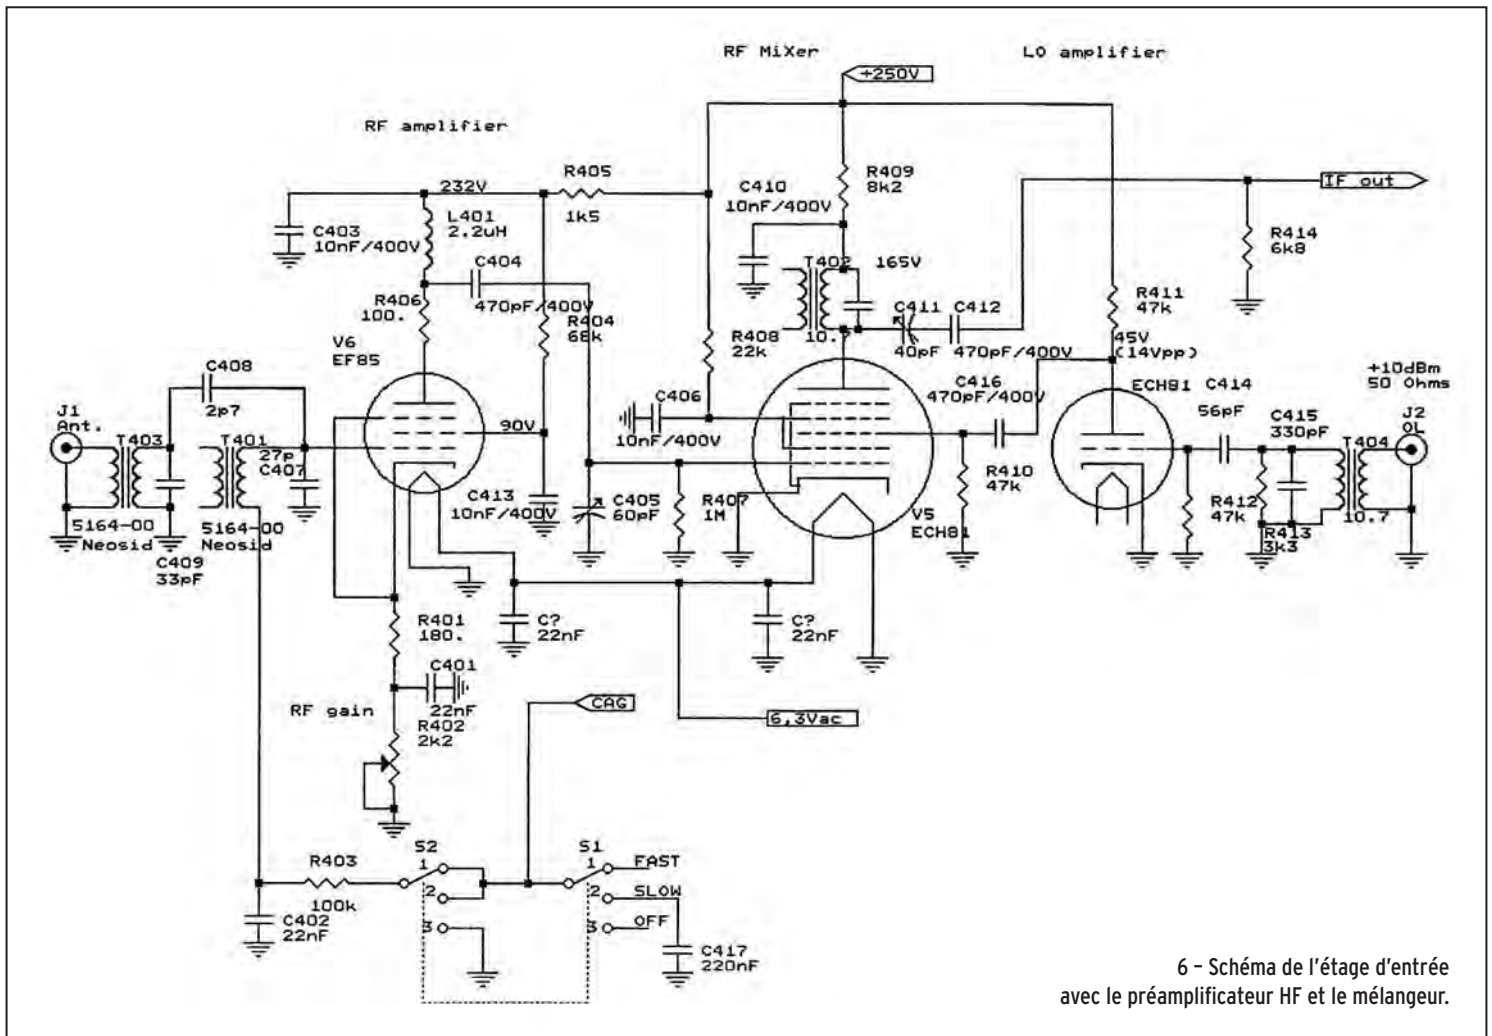 RF MiXer
LO amplifier
+250V
RF amplifier
R405
1k5
232V
L401
2.2uH
C403
10nF/400V
C404
470pF/400V
R406
100.
R404
68k
V6
EF85
C408
2p7
J1
Ant.
T403
T401
27p
C407
5164-00
Neosid
5164-00
Neosid
C409
33pF
90V
C413
10nF/400V
C405
60pF
R407
1M
C406
10nF/400V
R408
22k
C410
10nF/400V
R409
8k2
T402
165V
10.7
C411
40pF
C412
470pF/400V
C416
470pF/400V
R410
47k
V5
ECH81
IF out
R414
6k8
R411
47k
45V
(14Vpp)
ECH81
C414
56pF
C415
330pF
+10dBm
50 Ohms
J2
OL
T404
10.7
R412
47k
R413
3k3
R401
180.
C401
22nF
RF gain
R402
2k2
C?
22nF
C?
22nF
CAG
6,3Vac
S2
1
2
3
S1
1
2
3
FAST
SLOW
OFF
R403
100k
C402
22nF
C417
220nF
6 – Schéma de l'étage d'entrée
avec le préamplificateur HF et le mélangeur.